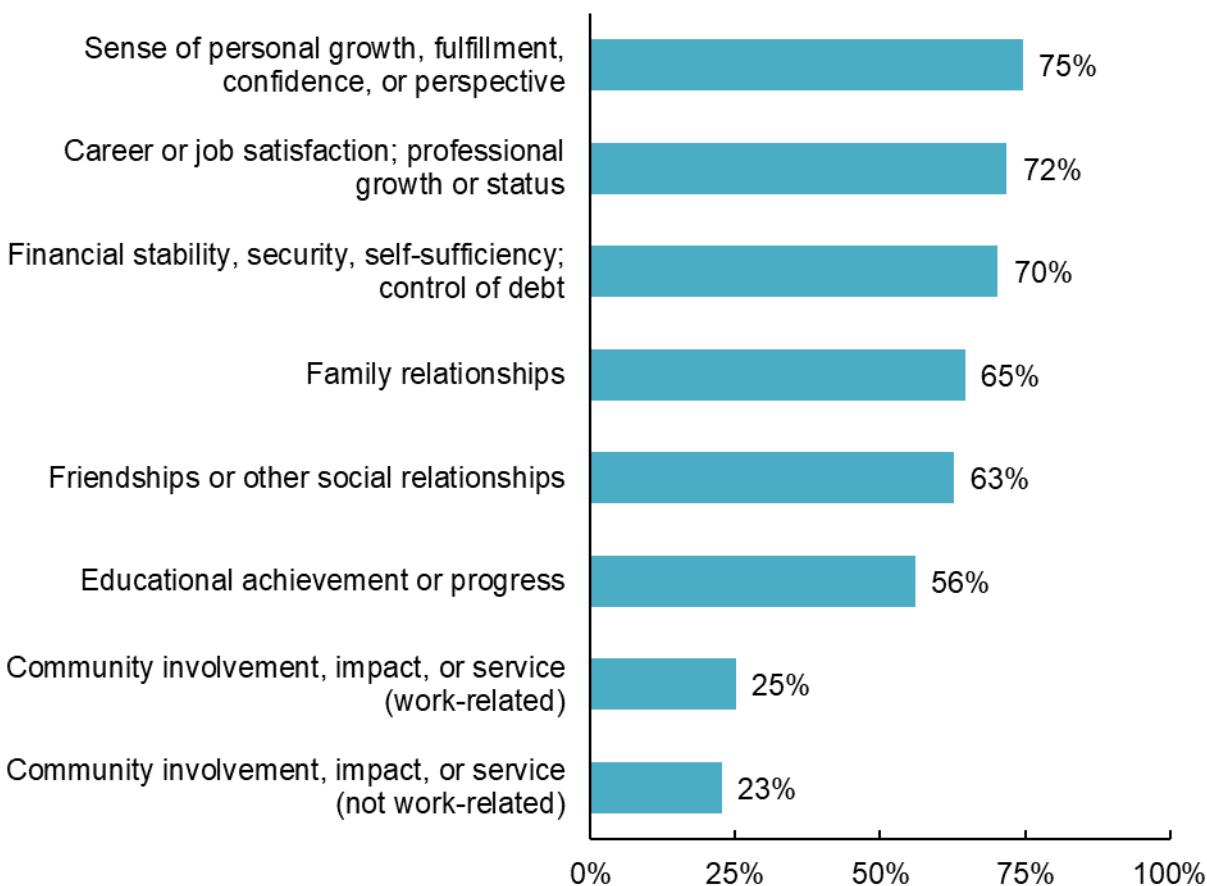 Sense of personal growth, fulfillment,
confidence, or perspective
75%
Career or job satisfaction; professional
growth or status
72%
Financial stability, security, self-sufficiency;
control of debt
70%
Family relationships
65%
Friendships or other social relationships
63%
Educational achievement or progress
56%
Community involvement, impact, or service
(work-related)
25%
Community involvement, impact, or service
(not work-related)
23%
0% 25% 50% 75% 100%